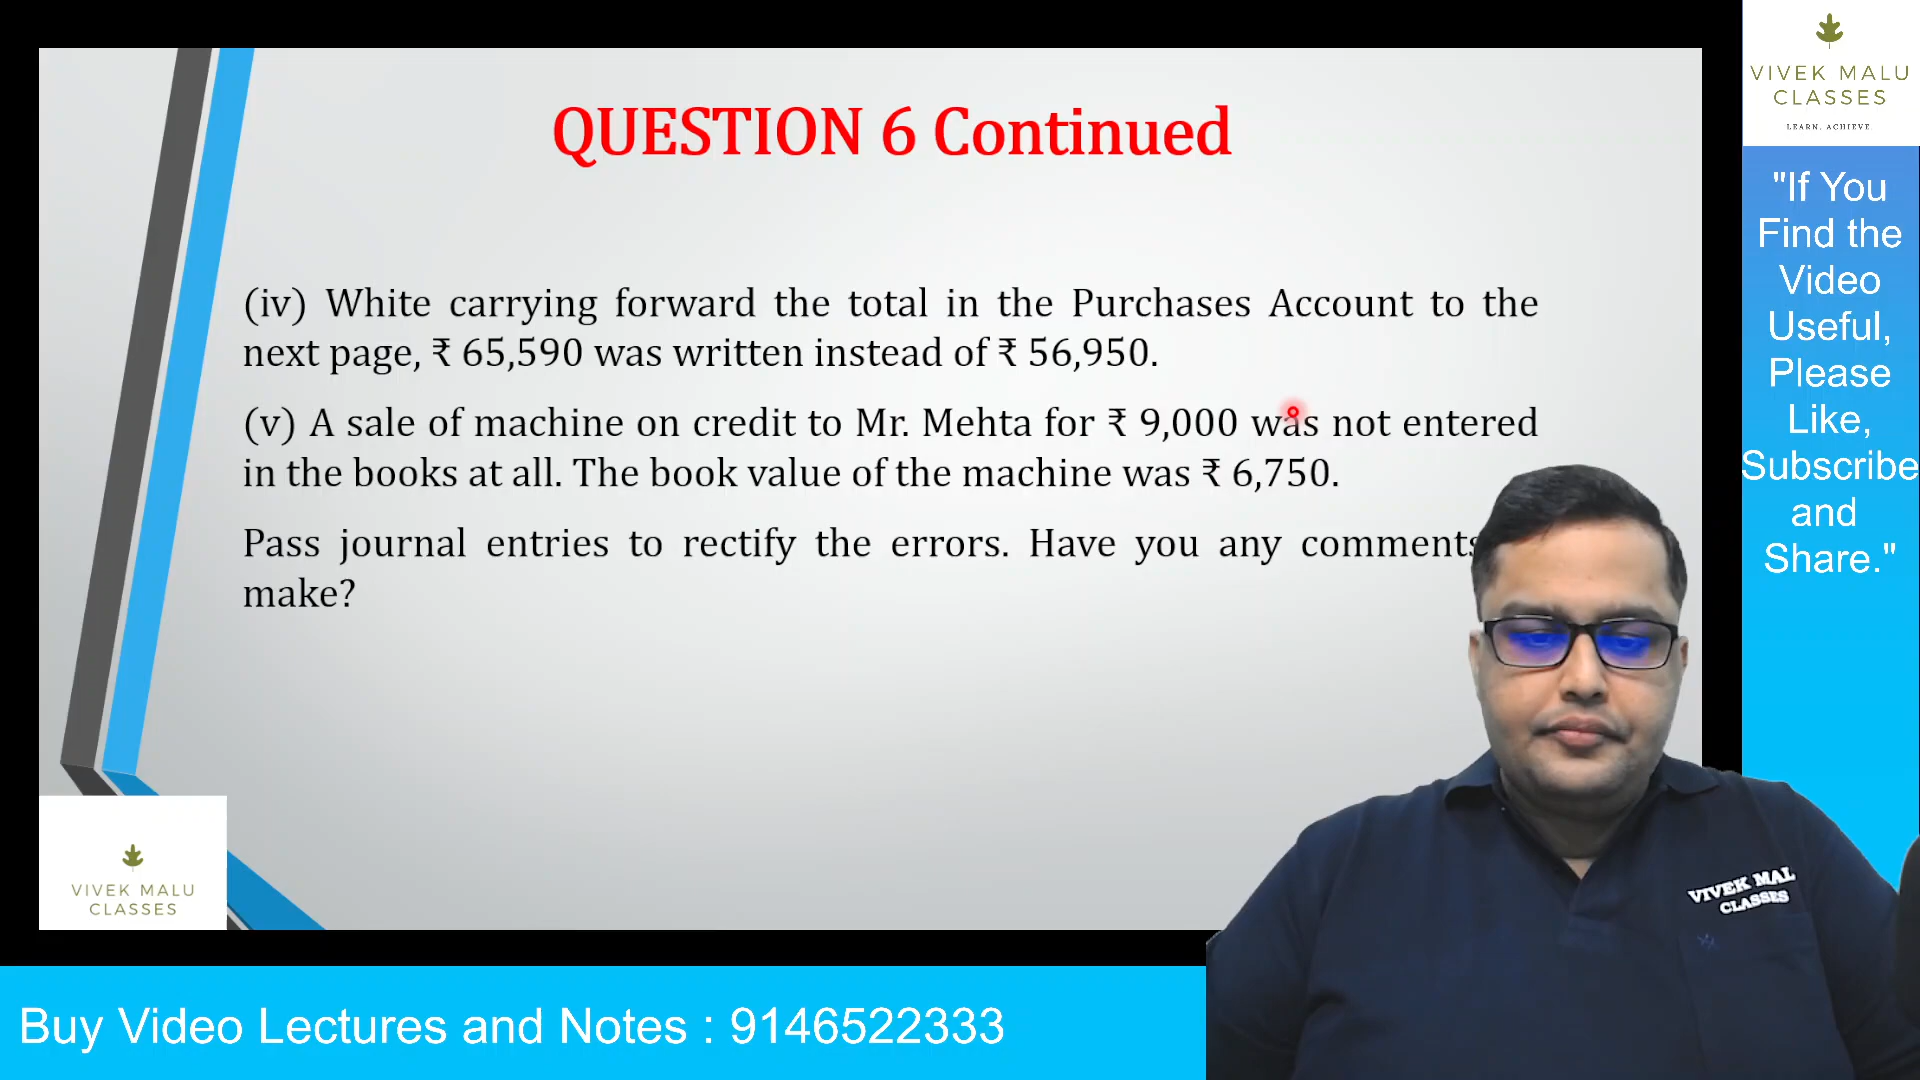 QUESTION 6 Continued
(iv) White carrying forward the total in the Purchases Account to the
next page, ₹ 65,590 was written instead of ₹ 56,950.
(v) A sale of machine on credit to Mr. Mehta for ₹ 9,000 was not entered
in the books at all. The book value of the machine was ₹ 6,750.
Pass journal entries to rectify the errors. Have you any comments
make?
VIVEK MALU
CLASSES
LEARN. ACHIEVE.
"If You
Find the
Video
Useful,
Please
Like,
Subscribe
and
Share."
VIVEK MALU
CLASSES
VIVEK MAL
CLASSES
Buy Video Lectures and Notes : 9146522333